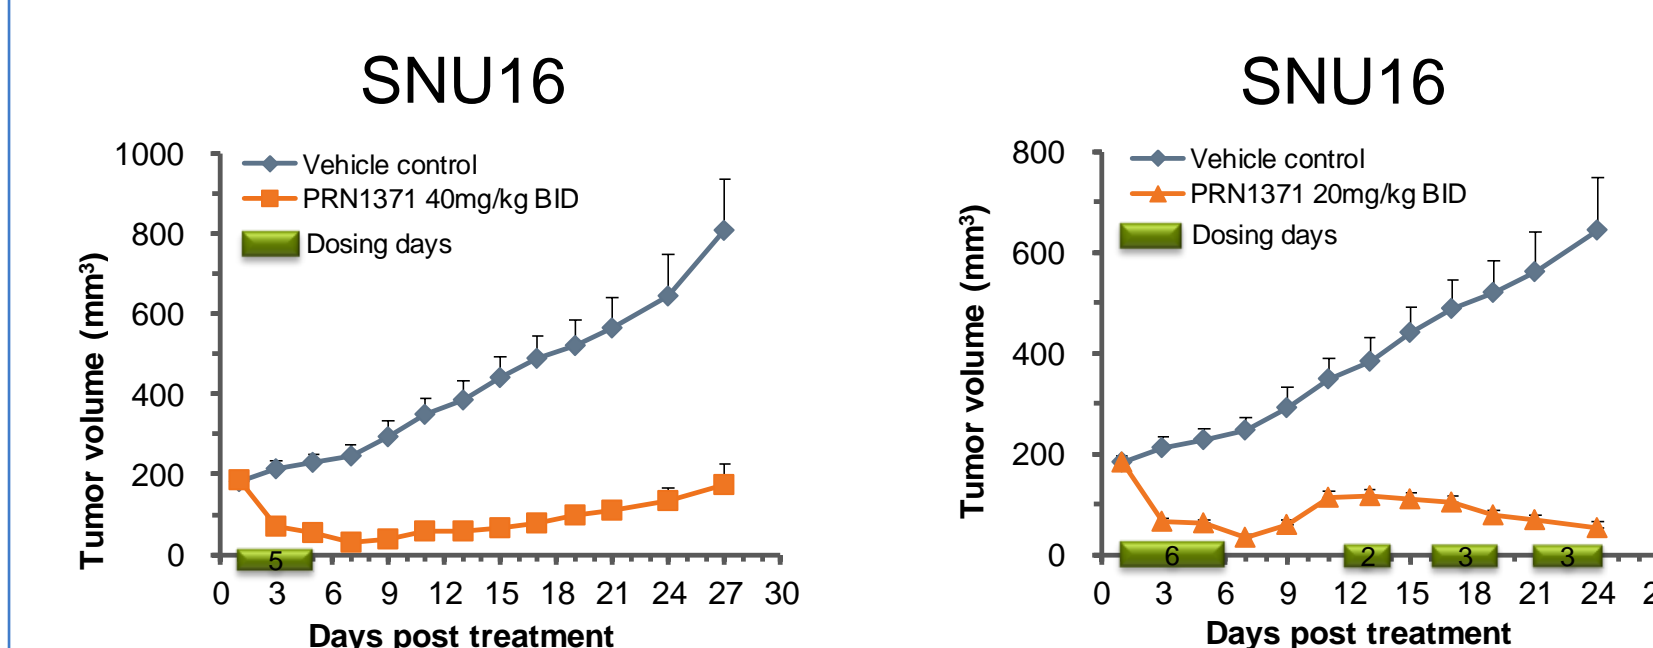 SNU16
1000
800
600
400
200
0
Vehicle control
PRN1371 40mg/kg BID
Dosing days
Tumor volume (mm³)
5
0 3 6 9 12 15 18 21 24 27 30
Days post treatment
SNU16
800
600
400
200
0
Vehicle control
PRN1371 20mg/kg BID
Dosing days
Tumor volume (mm³)
6 2 3 3
0 3 6 9 12 15 18 21 24
Days post treatment